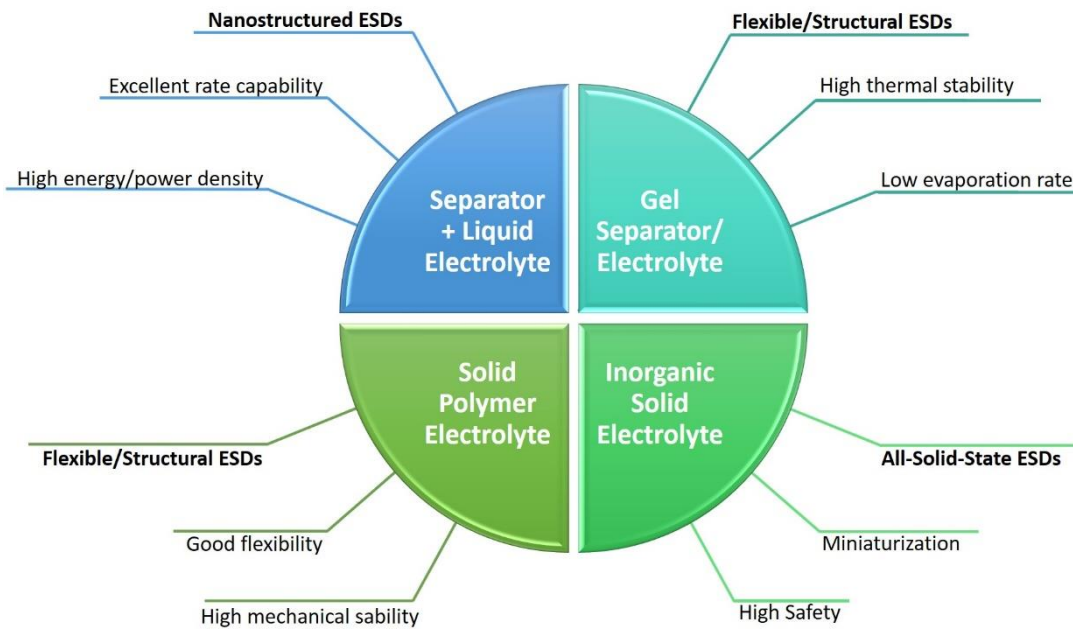 Nanostructured ESDs
Excellent rate capability
High energy/power density
Separator
+ Liquid
Electrolyte
Flexible/Structural ESDs
High thermal stability
Low evaporation rate
Gel
Separator/
Electrolyte
Solid
Polymer
Electrolyte
Flexible/Structural ESDs
Good flexibility
High mechanical sability
Inorganic
Solid
Electrolyte
All-Solid-State ESDs
Miniaturization
High Safety